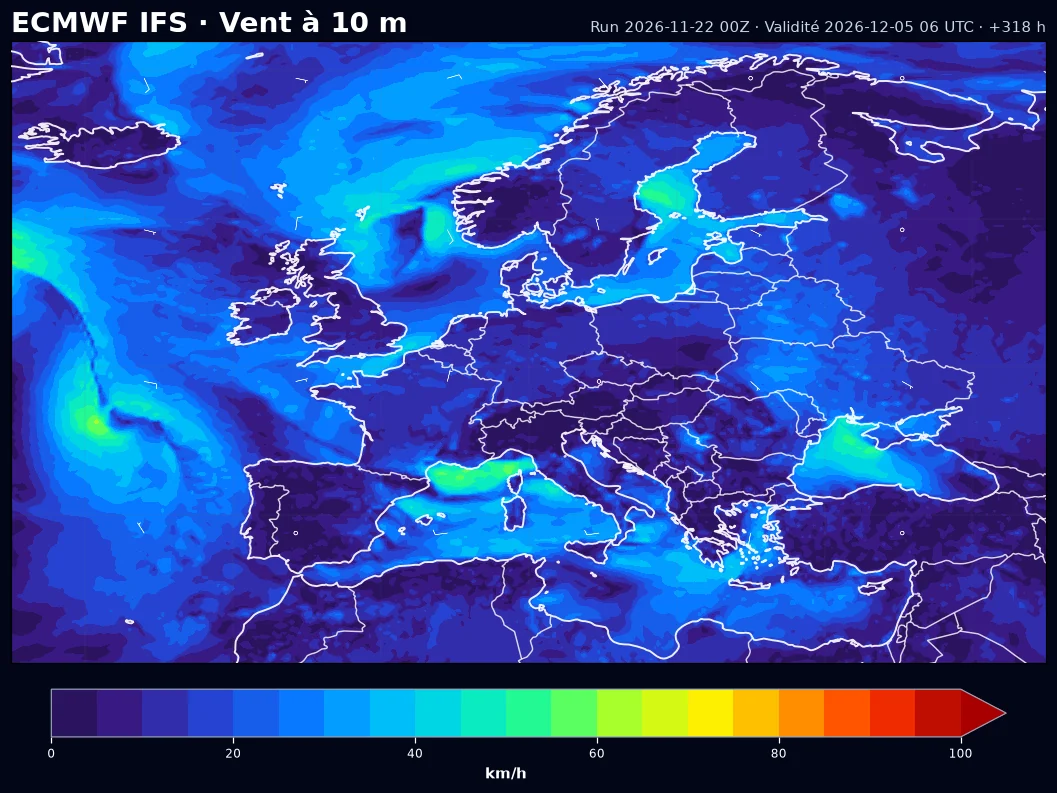 ECMWF IFS · Vent à 10 m
Run 2026-11-22 00Z · Validité 2026-12-05 06 UTC · +318 h
0 20 40 60 80 100
km/h